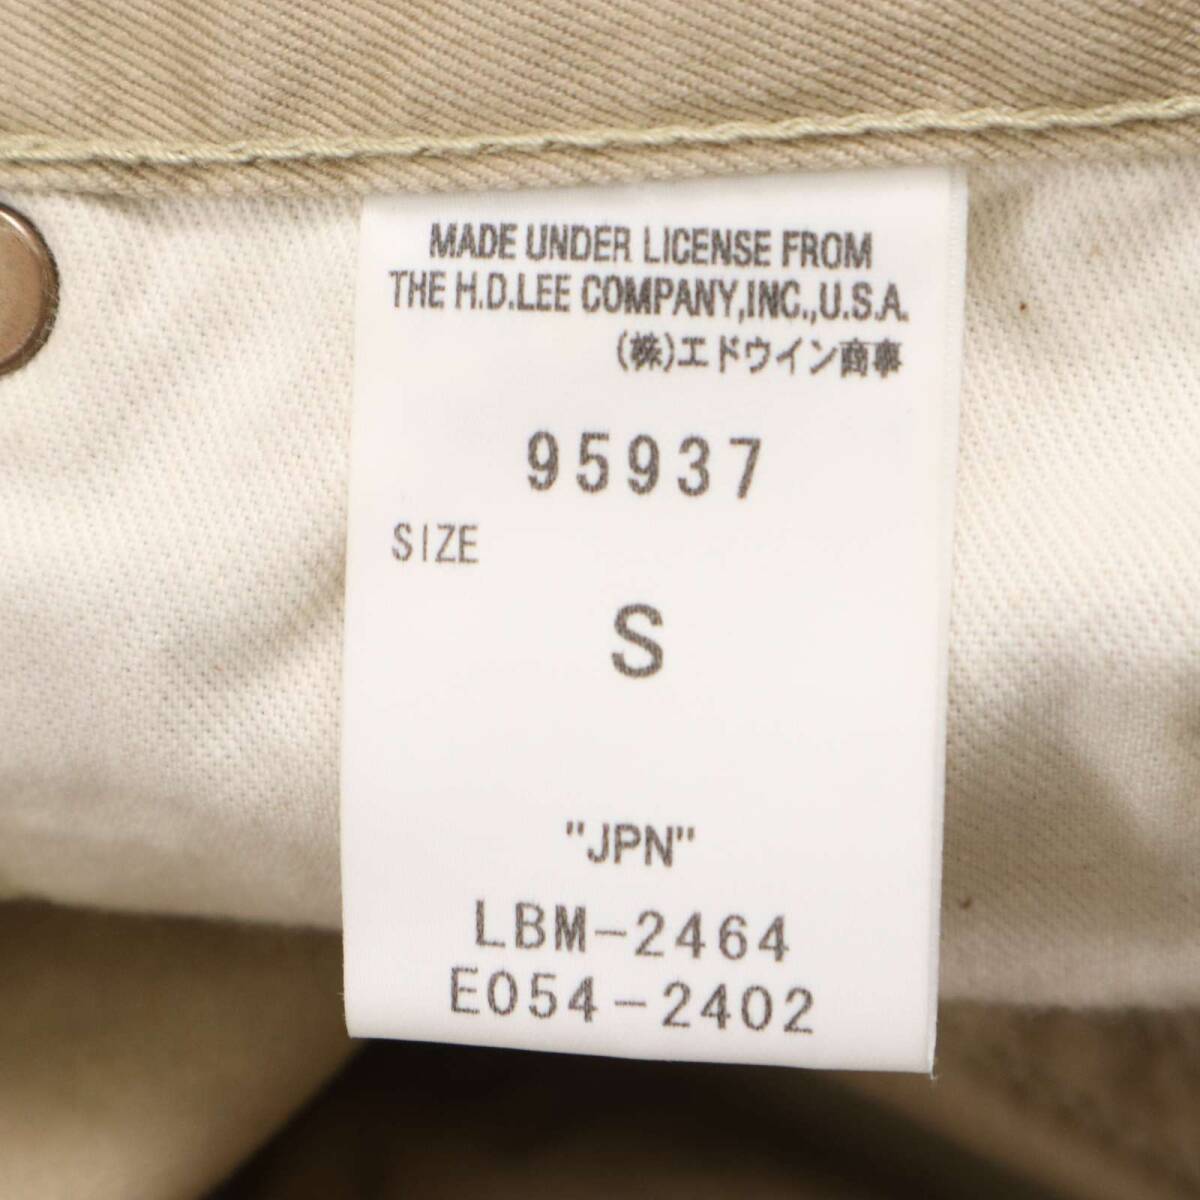 MADE UNDER LICENSE FROM
THE H.D.LEE COMPANY,INC.,U.S.A.
(株)エドウイン商事
95937
SIZE
S
"JPN"
LBM-2464
E054-2402